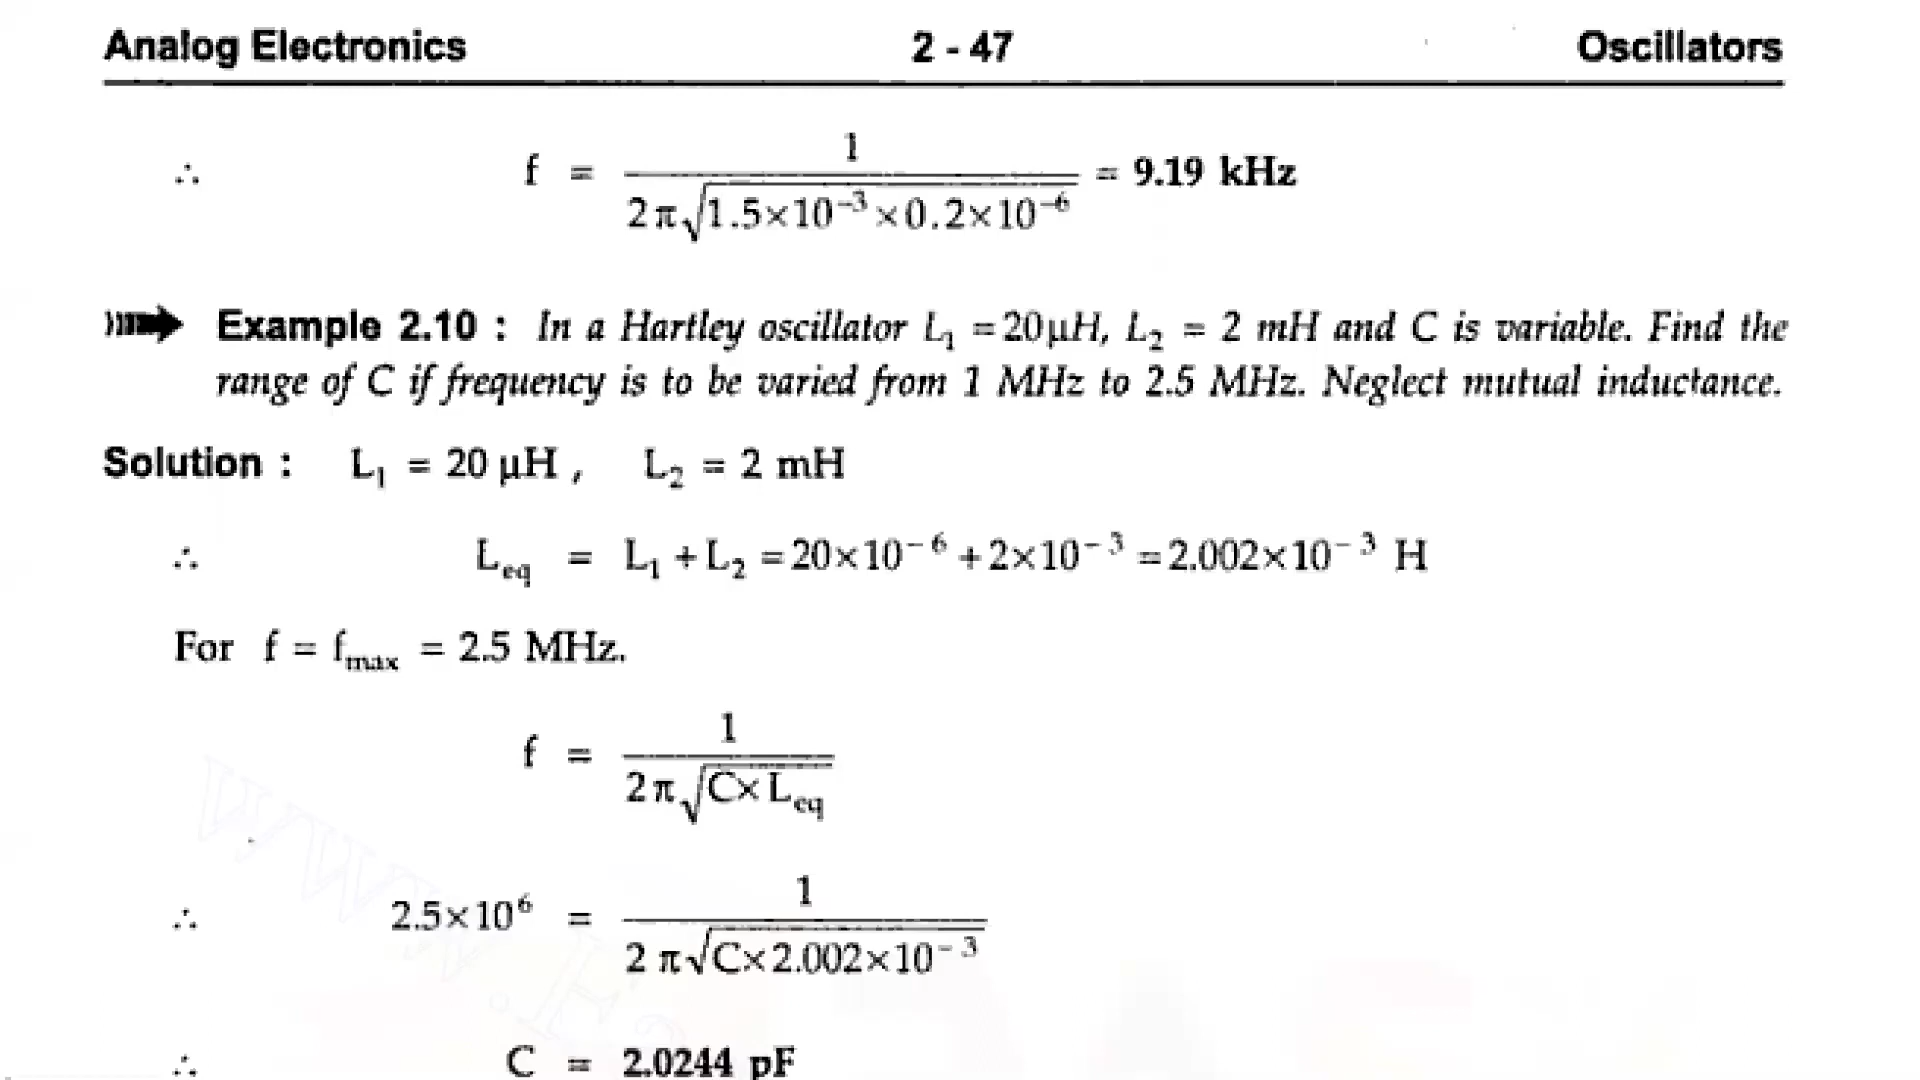 Analog Electronics 2 - 47 Oscillators
∴ f = 1 / (2π√(1.5×10⁻³×0.2×10⁻⁶)) = 9.19 kHz
Example 2.10 : In a Hartley oscillator L₁ =20μH, L₂ = 2 mH and C is variable. Find the
range of C if frequency is to be varied from 1 MHz to 2.5 MHz. Neglect mutual inductance.
Solution : L₁ = 20 μH , L₂ = 2 mH
∴ L_eq = L₁ + L₂ = 20×10⁻⁶ + 2×10⁻³ = 2.002×10⁻³ H
For f = f_max = 2.5 MHz.
f = 1 / (2π√(C×L_eq))
∴ 2.5×10⁶ = 1 / (2π√(C×2.002×10⁻³))
∴ C = 2.0244 pF